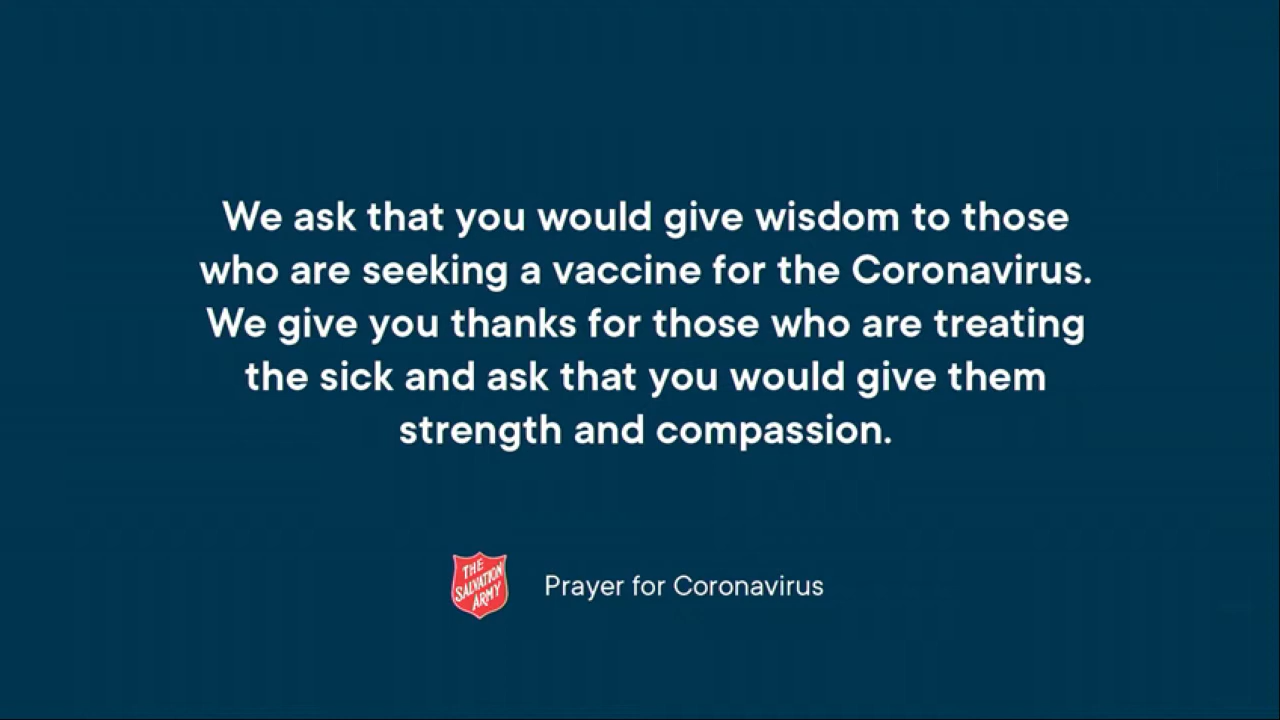 We ask that you would give wisdom to those
who are seeking a vaccine for the Coronavirus.
We give you thanks for those who are treating
the sick and ask that you would give them
strength and compassion.
THE
SALVATION
ARMY
Prayer for Coronavirus